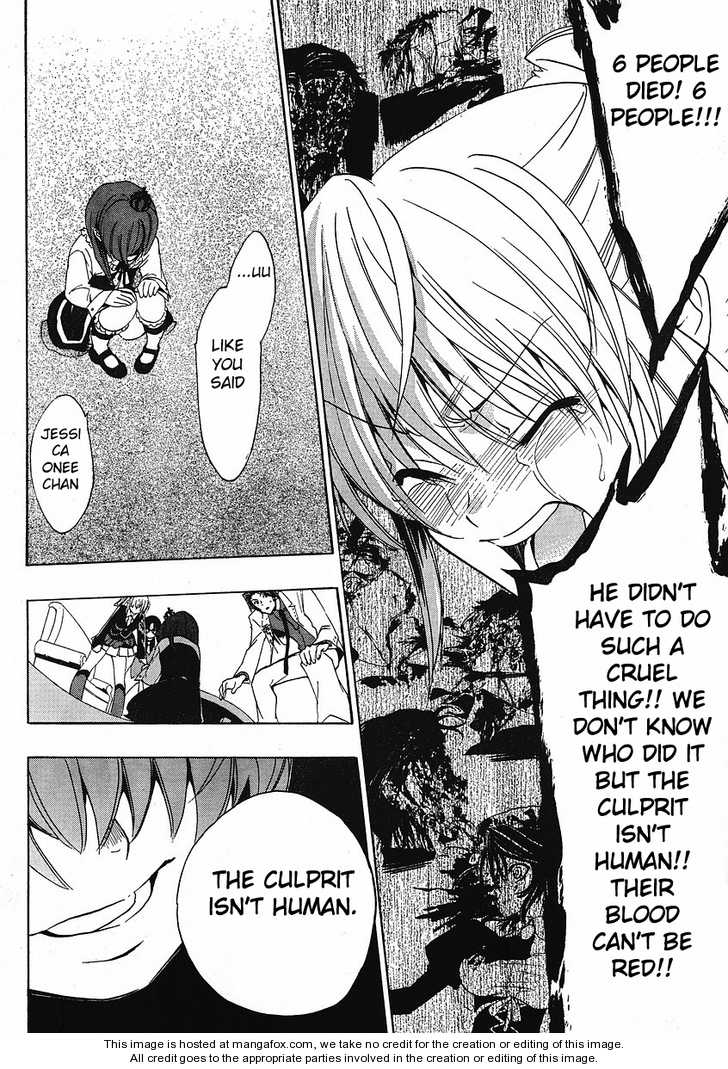 6 PEOPLE
DIED! 6
PEOPLE!!!
HE DIDN'T
HAVE TO DO
SUCH A
CRUEL
THING!! WE
DON'T KNOW
WHO DID IT
BUT THE
CULPRIT
ISN'T
HUMAN!!
THEIR
BLOOD
CAN'T BE
RED!!
...UU
LIKE
YOU
SAID
JESSI
CA
ONEE
CHAN
THE CULPRIT
ISN'T HUMAN.
This image is hosted at mangafox.com, we take no credit for the creation or editing of this image.
All credit goes to the appropriate parties involved in the creation or editing of this image.